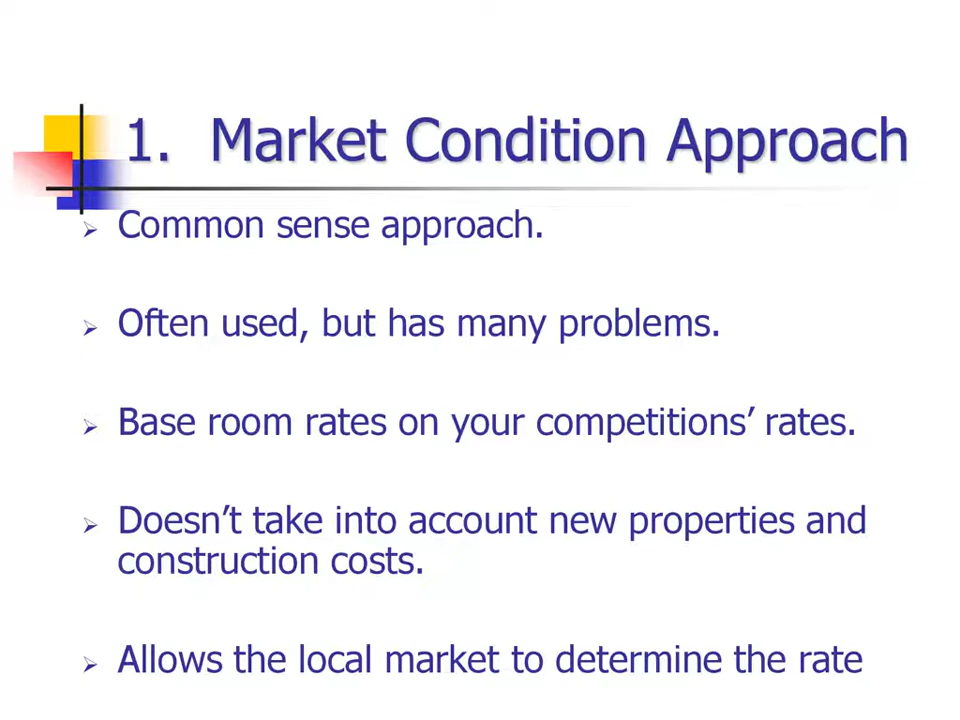 1. Market Condition Approach
Common sense approach.
Often used, but has many problems.
Base room rates on your competitions’ rates.
Doesn’t take into account new properties and
construction costs.
Allows the local market to determine the rate